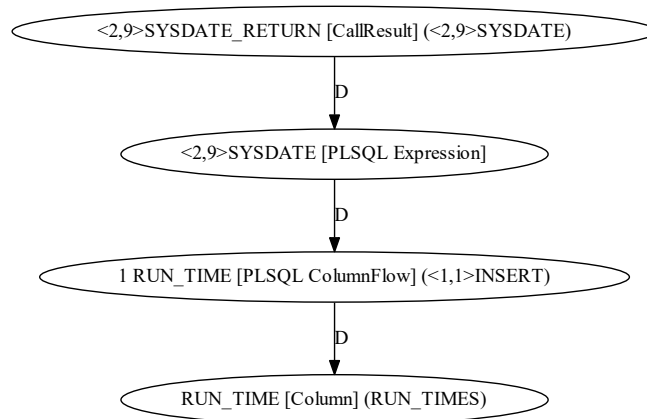 <2,9>SYSDATE_RETURN [CallResult] (<2,9>SYSDATE)
D
<2,9>SYSDATE [PLSQL Expression]
D
1 RUN_TIME [PLSQL ColumnFlow] (<1,1>INSERT)
D
RUN_TIME [Column] (RUN_TIMES)